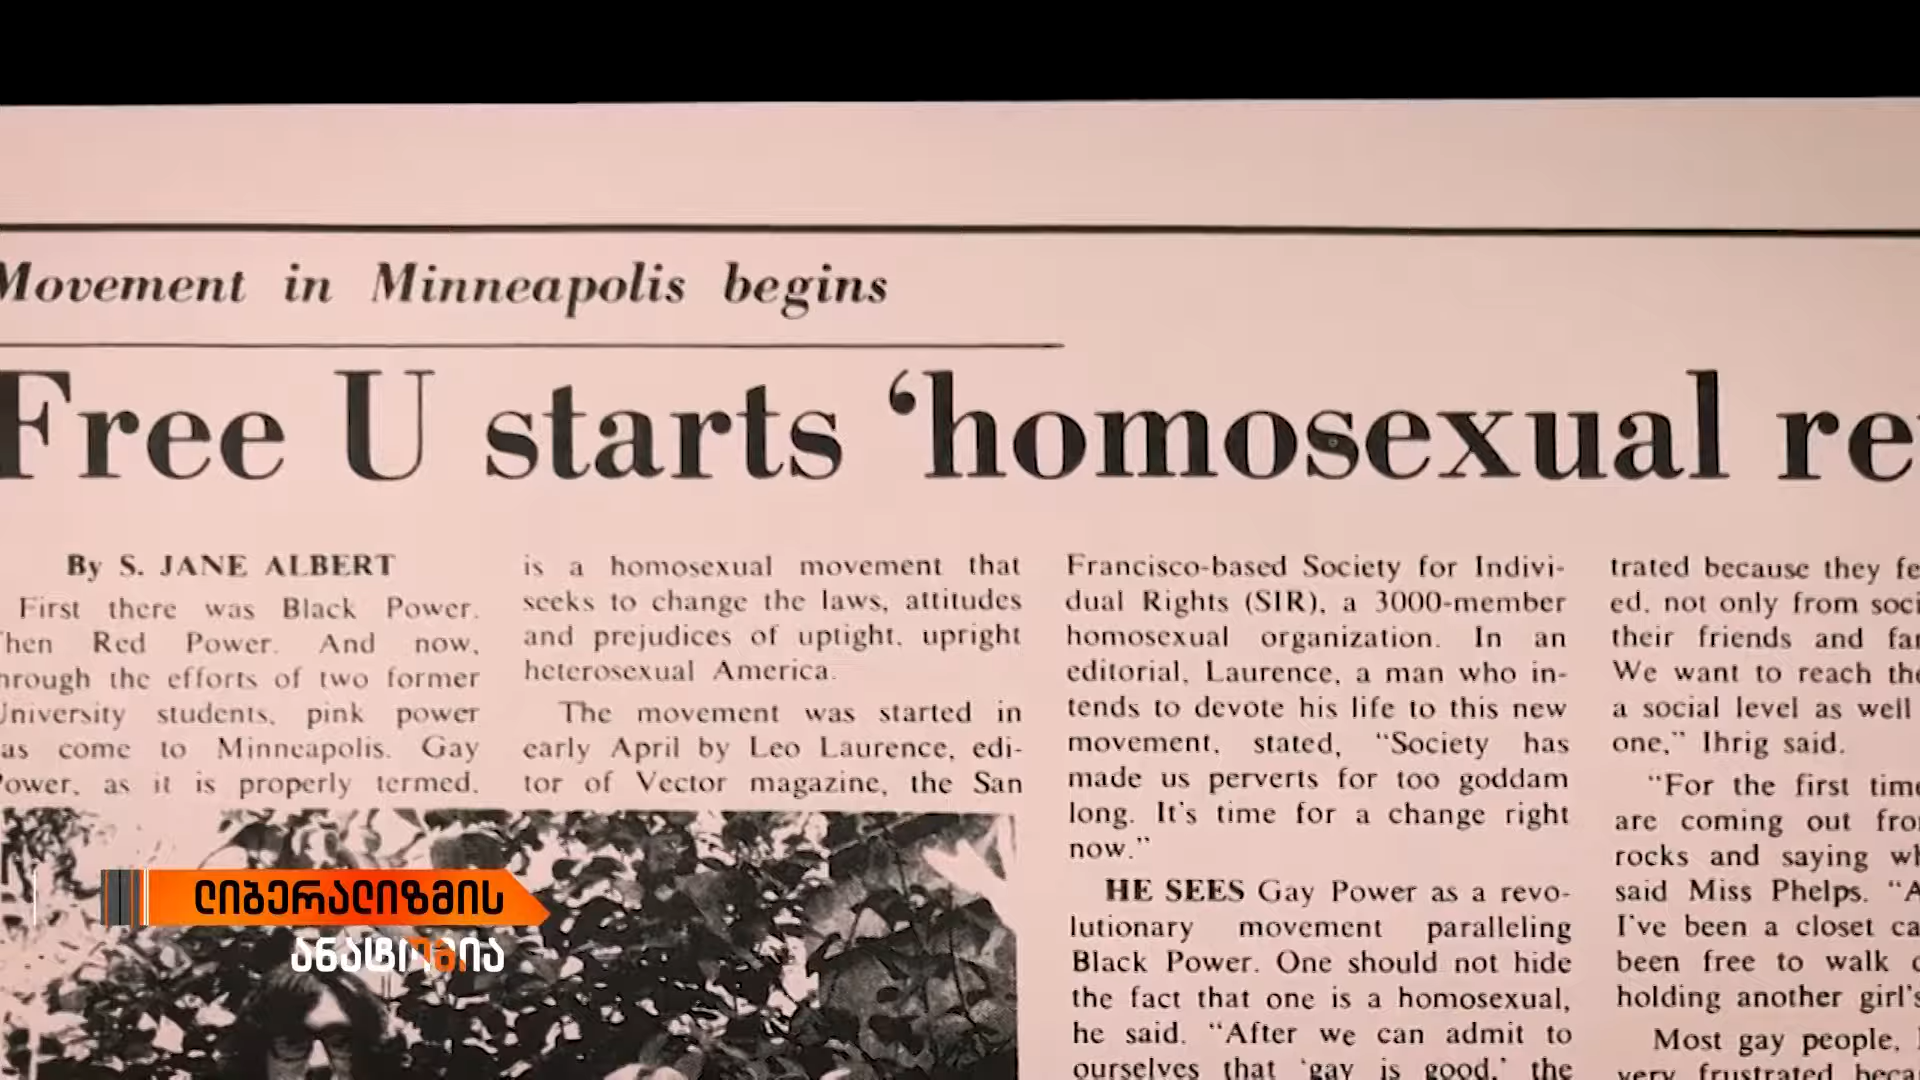 Movement in Minneapolis begins
Free U starts ‘homosexual
By S. JANE ALBERT
First there was Black Power.
Then Red Power. And now,
through the efforts of two former
University students, pink power
has come to Minneapolis. Gay
Power, as it is properly termed,
is a homosexual movement that
seeks to change the laws, attitudes
and prejudices of uptight, upright
heterosexual America.
The movement was started in
early April by Leo Laurence, edi-
tor of Vector magazine, the San
Francisco-based Society for Indivi-
dual Rights (SIR), a 3000-member
homosexual organization. In an
editorial, Laurence, a man who in-
tends to devote his life to this new
movement, stated, “Society has
made us perverts for too goddam
long. It’s time for a change right
now.”
HE SEES Gay Power as a revo-
lutionary movement paralleling
Black Power. One should not hide
the fact that one is a homosexual,
he said. “After we can admit to
ourselves that ‘gay is good,’ the
trated because they
ed, not only from
their friends and
We want to reach
a social level as well
one,” Ihrig said.
“For the first time
are coming out
rocks and saying
said Miss Phelps.
I’ve been a closet
been free to walk
holding another girl’s
Most gay people,
very frustrated
ლიბერალიზმის
ანატომია